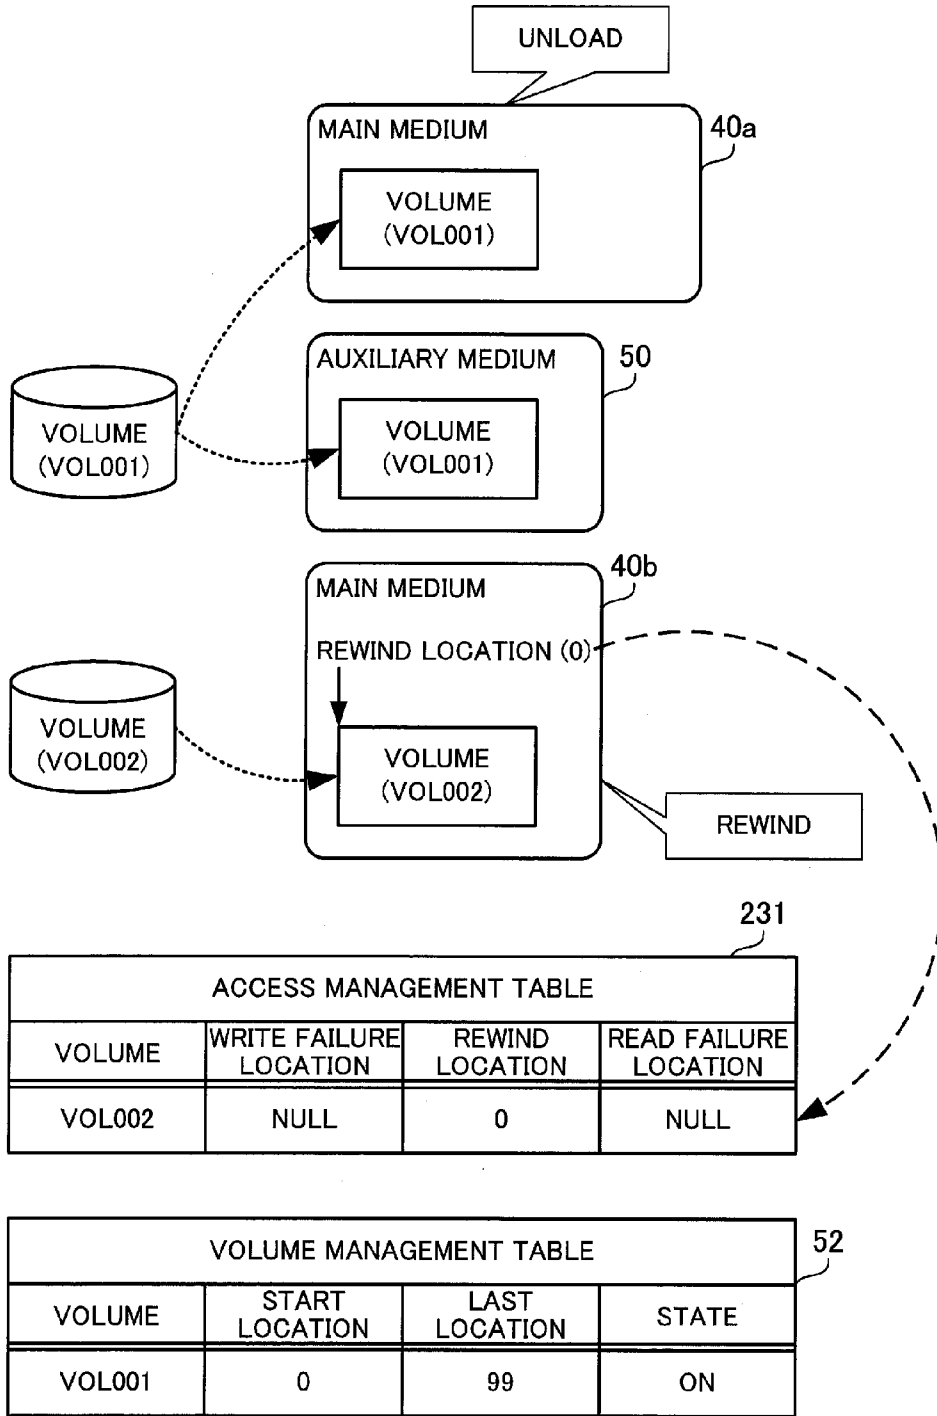 UNLOAD
MAIN MEDIUM
40a
VOLUME
(VOL001)
AUXILIARY MEDIUM
50
VOLUME
(VOL001)
VOLUME
(VOL001)
MAIN MEDIUM
40b
REWIND LOCATION (0)
VOLUME
(VOL002)
VOLUME
(VOL002)
REWIND
231
ACCESS MANAGEMENT TABLE
VOLUME
WRITE FAILURE
LOCATION
REWIND
LOCATION
READ FAILURE
LOCATION
VOL002
NULL
0
NULL
52
VOLUME MANAGEMENT TABLE
VOLUME
START
LOCATION
LAST
LOCATION
STATE
VOL001
0
99
ON